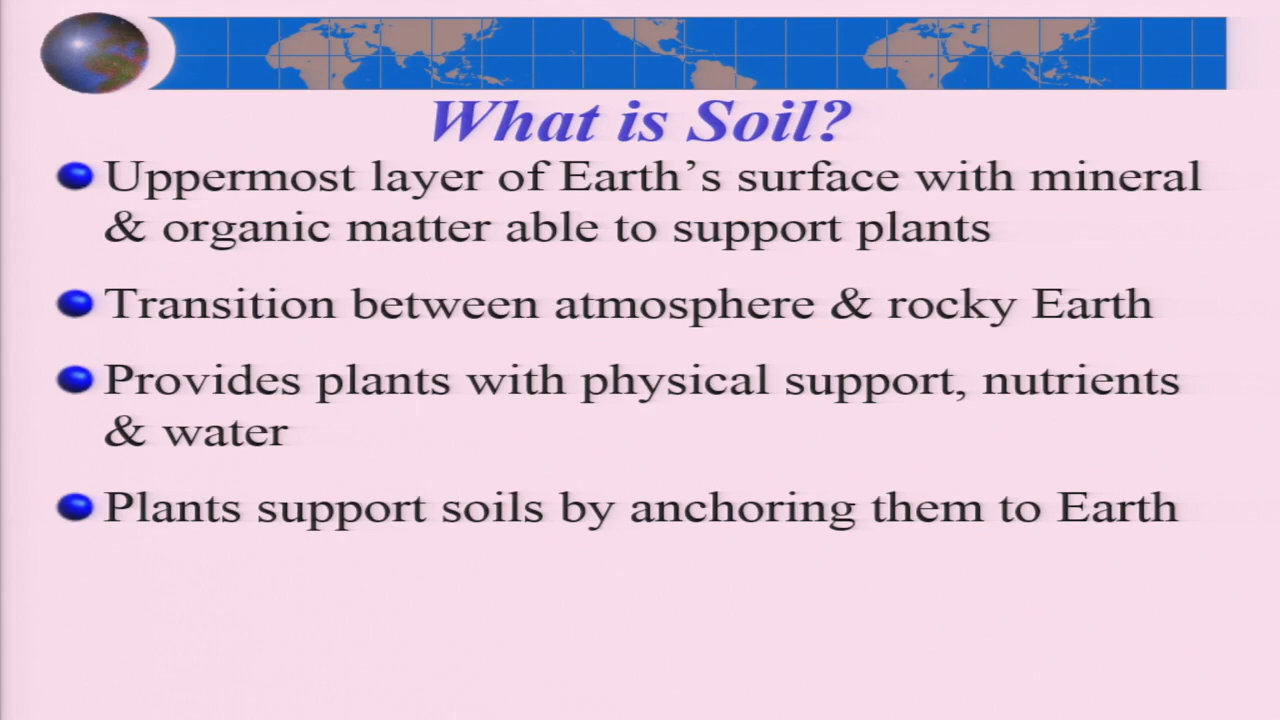 What is Soil?
Uppermost layer of Earth’s surface with mineral
& organic matter able to support plants
Transition between atmosphere & rocky Earth
Provides plants with physical support, nutrients
& water
Plants support soils by anchoring them to Earth